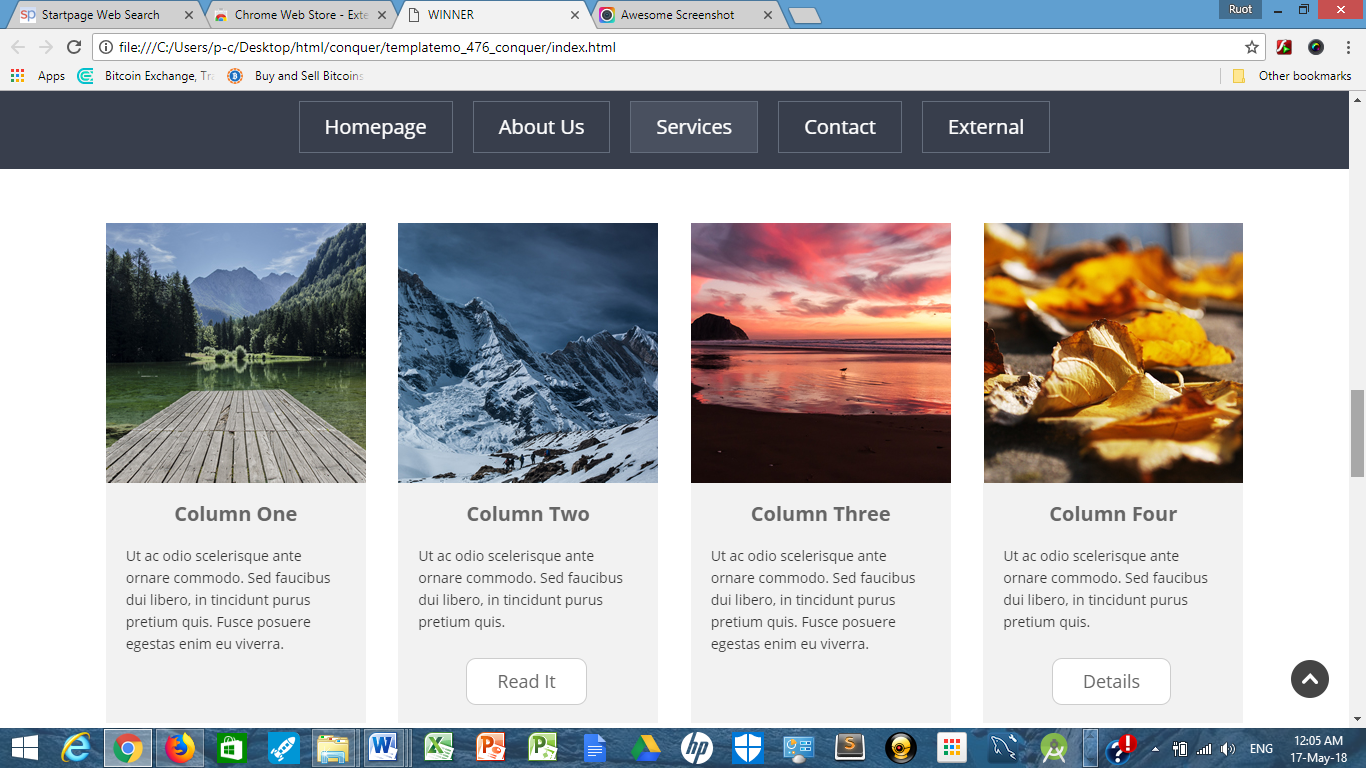 Startpage Web Search
Chrome Web Store - Exte
WINNER
Awesome Screenshot
Ruot
file:///C:/Users/p-c/Desktop/html/conquer/templatemo_476_conquer/index.html
Apps
Bitcoin Exchange, Tra
Buy and Sell Bitcoins
Other bookmarks
Homepage
About Us
Services
Contact
External
Column One
Ut ac odio scelerisque ante
ornare commodo. Sed faucibus
dui libero, in tincidunt purus
pretium quis. Fusce posuere
egestas enim eu viverra.
Column Two
Ut ac odio scelerisque ante
ornare commodo. Sed faucibus
dui libero, in tincidunt purus
pretium quis.
Read It
Column Three
Ut ac odio scelerisque ante
ornare commodo. Sed faucibus
dui libero, in tincidunt purus
pretium quis. Fusce posuere
egestas enim eu viverra.
Column Four
Ut ac odio scelerisque ante
ornare commodo. Sed faucibus
dui libero, in tincidunt purus
pretium quis.
Details
ENG
12:05 AM
17-May-18